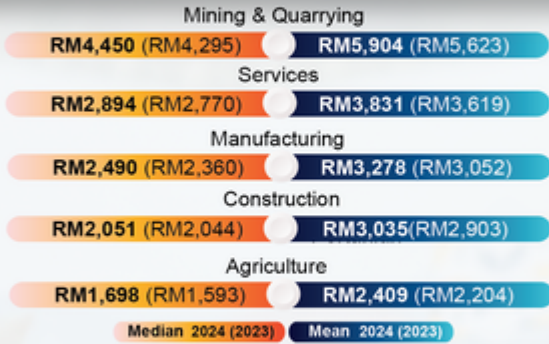 Mining & Quarrying
RM4,450 (RM4,295) RM5,904 (RM5,623)
Services
RM2,894 (RM2,770) RM3,831 (RM3,619)
Manufacturing
RM2,490 (RM2,360) RM3,278 (RM3,052)
Construction
RM2,051 (RM2,044) RM3,035(RM2,903)
Agriculture
RM1,698 (RM1,593) RM2,409 (RM2,204)
Median 2024 (2023) Mean 2024 (2023)